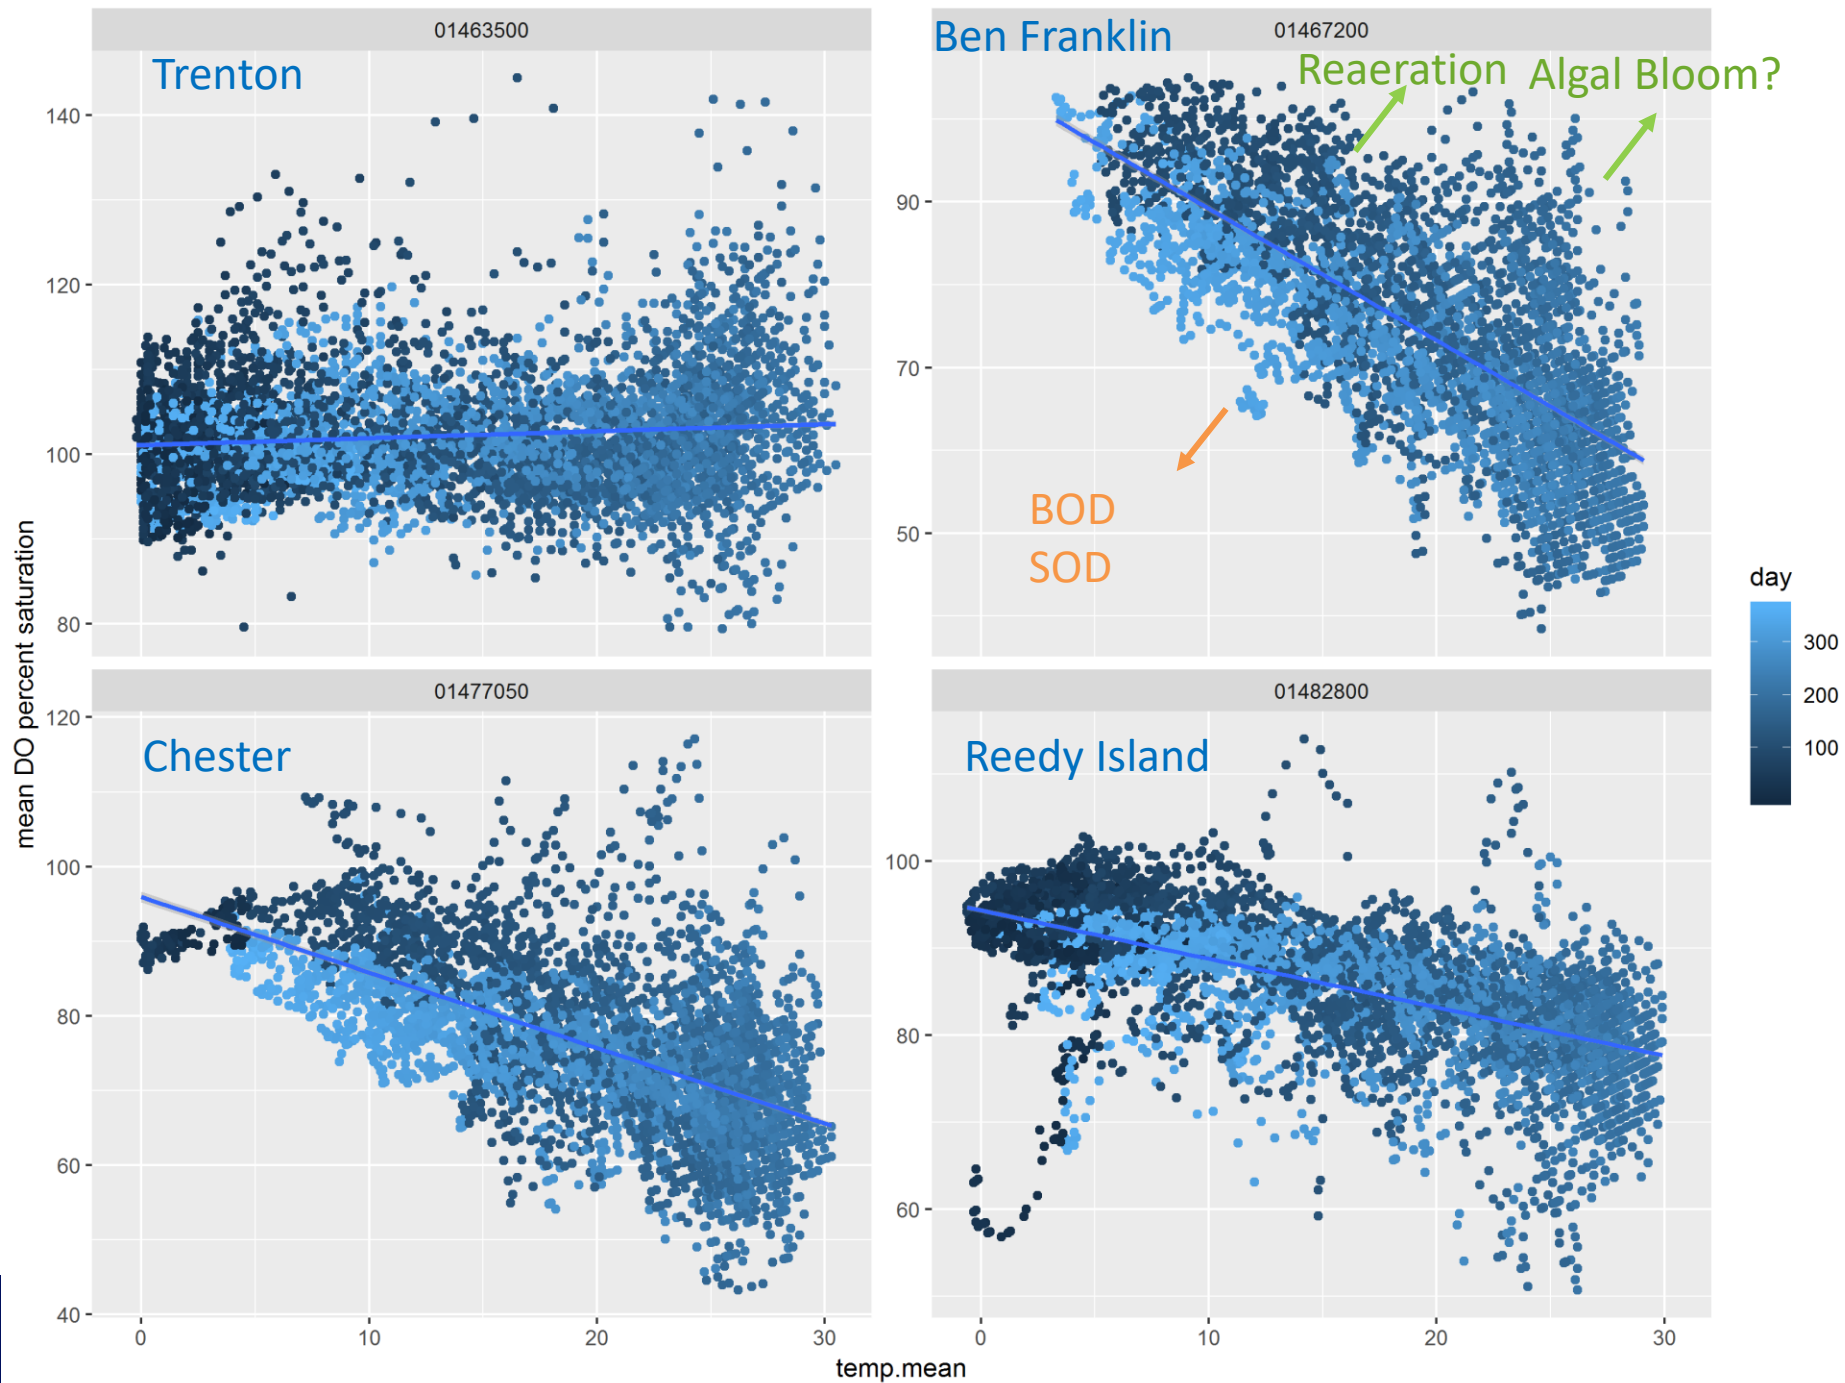 01463500
01467200
Trenton
Ben Franklin
Reaeration
Algal Bloom?
140
120
100
80
90
70
50
BOD
SOD
mean DO percent saturation
01477050
01482800
Chester
Reedy Island
120
100
80
60
40
100
80
60
0
10
20
30
0
10
20
30
temp.mean
day
300
200
100